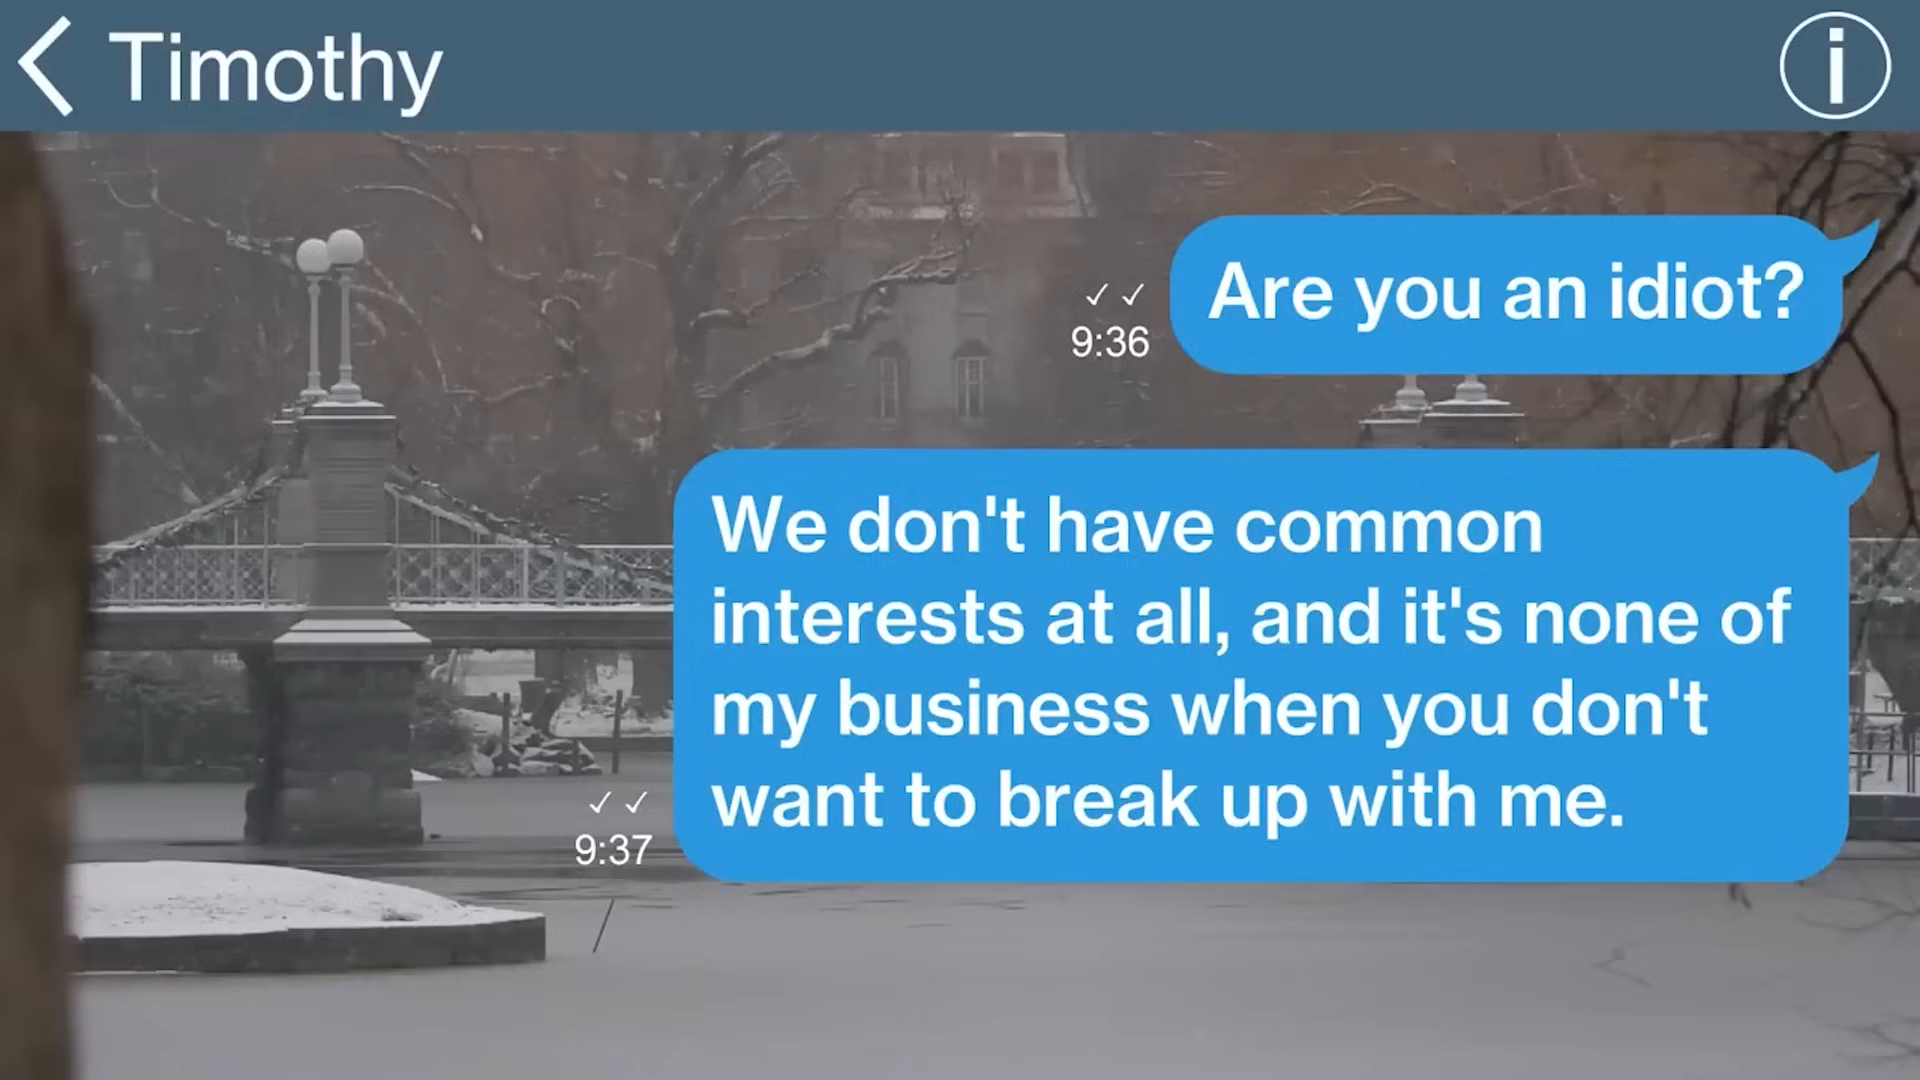 Timothy
Are you an idiot?
✓✓
9:36
We don't have common
interests at all, and it's none of
my business when you don't
want to break up with me.
✓✓
9:37